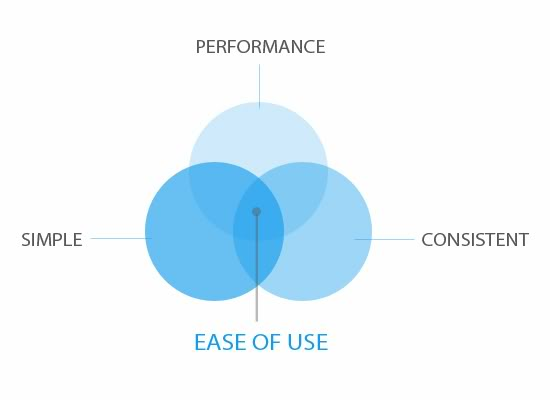 PERFORMANCE
SIMPLE
CONSISTENT
EASE OF USE